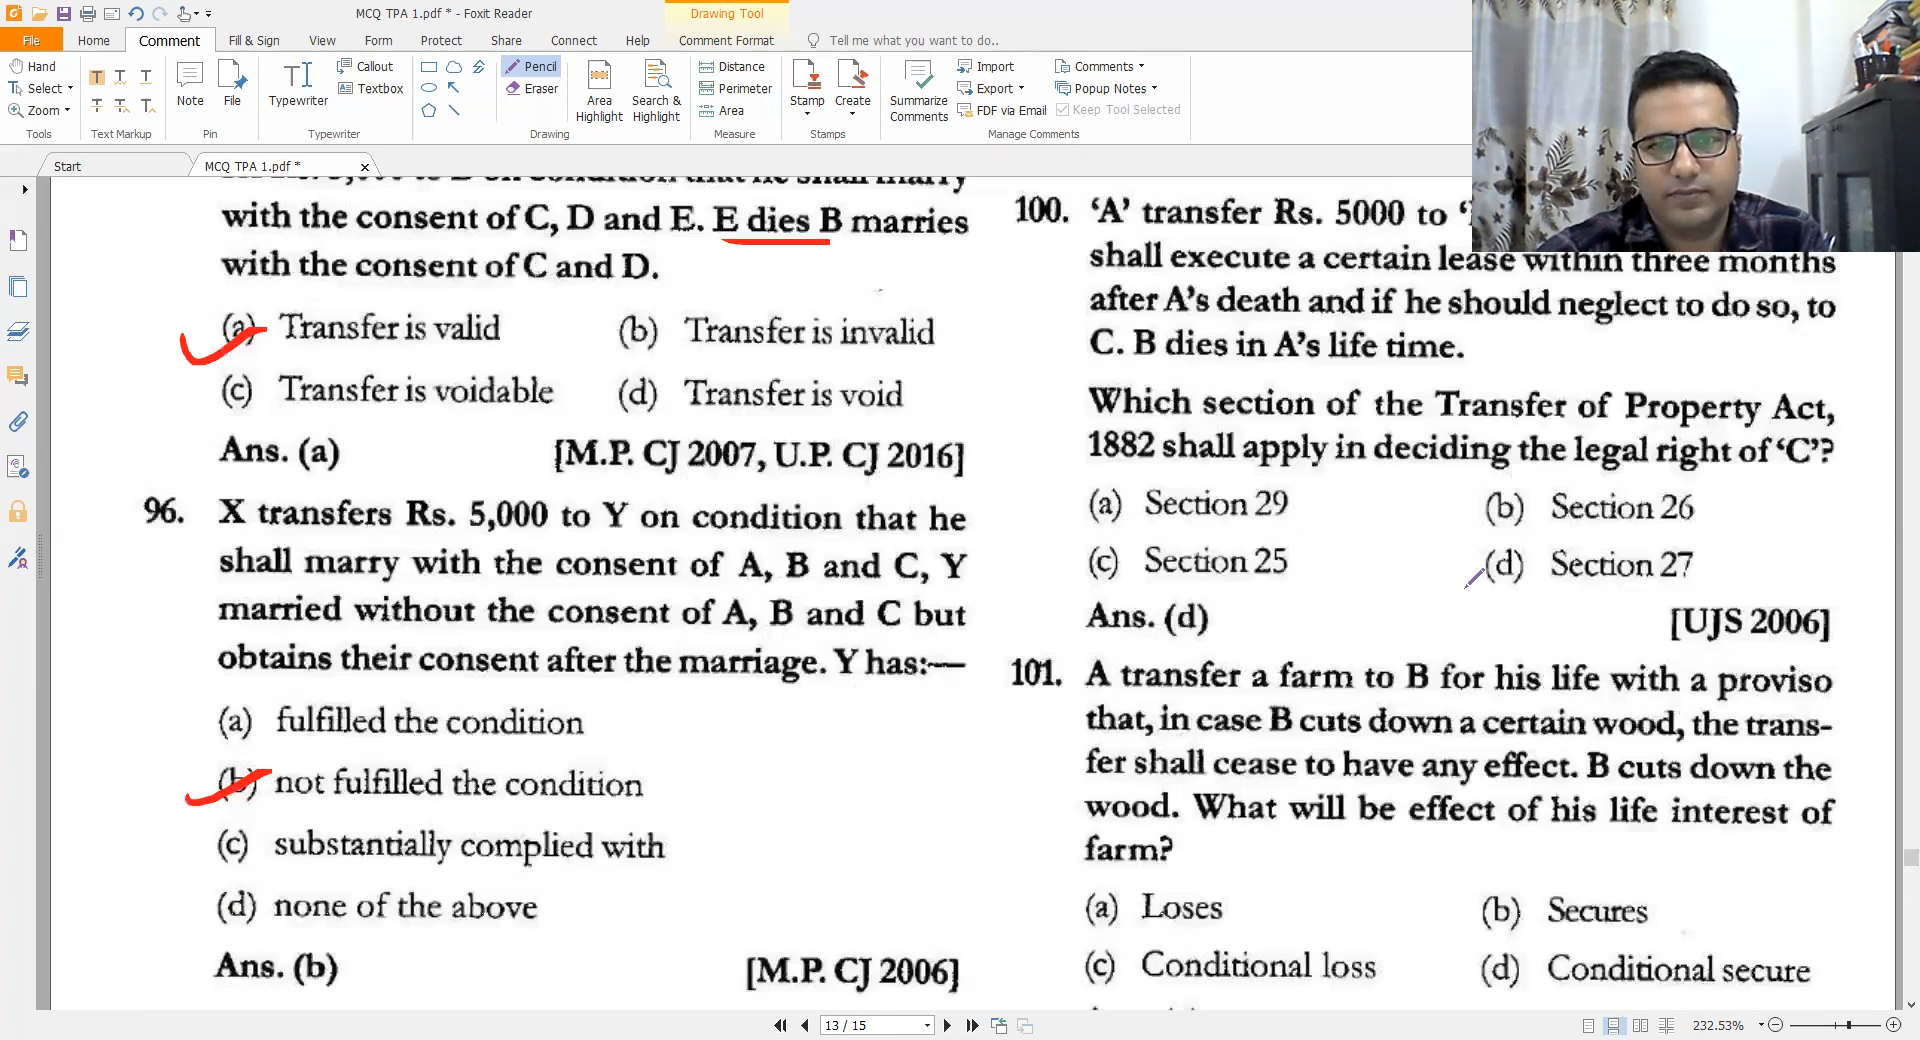 MCQ TPA 1.pdf * - Foxit Reader
Drawing Tool
File Home Comment Fill & Sign View Form Protect Share Connect Help Comment Format Tell me what you want to do..
Hand
Select
Zoom
Tools
Text Markup
Note
File
Pin
Typewriter
Callout
Textbox
Typewriter
Pencil
Eraser
Area Highlight
Search & Highlight
Drawing
Distance
Perimeter
Area
Measure
Stamp
Create
Stamps
Summarize Comments
Import
Export
FDF via Email
Comments
Popup Notes
Keep Tool Selected
Manage Comments
Start
MCQ TPA 1.pdf *
on condition that he shall marry
with the consent of C, D and E. E dies B marries
with the consent of C and D.
(a) Transfer is valid (b) Transfer is invalid
(c) Transfer is voidable (d) Transfer is void
Ans. (a) [M.P. CJ 2007, U.P. CJ 2016]
96. X transfers Rs. 5,000 to Y on condition that he
shall marry with the consent of A, B and C, Y
married without the consent of A, B and C but
obtains their consent after the marriage. Y has:—
(a) fulfilled the condition
(b) not fulfilled the condition
(c) substantially complied with
(d) none of the above
Ans. (b) [M.P. CJ 2006]
100. ‘A’ transfer Rs. 5000 to
shall execute a certain lease within three months
after A’s death and if he should neglect to do so, to
C. B dies in A’s life time.
Which section of the Transfer of Property Act,
1882 shall apply in deciding the legal right of ‘C’?
(a) Section 29 (b) Section 26
(c) Section 25 (d) Section 27
Ans. (d) [UJS 2006]
101. A transfer a farm to B for his life with a proviso
that, in case B cuts down a certain wood, the trans-
fer shall cease to have any effect. B cuts down the
wood. What will be effect of his life interest of
farm?
(a) Loses (b) Secures
(c) Conditional loss (d) Conditional secure
13 / 15
232.53%